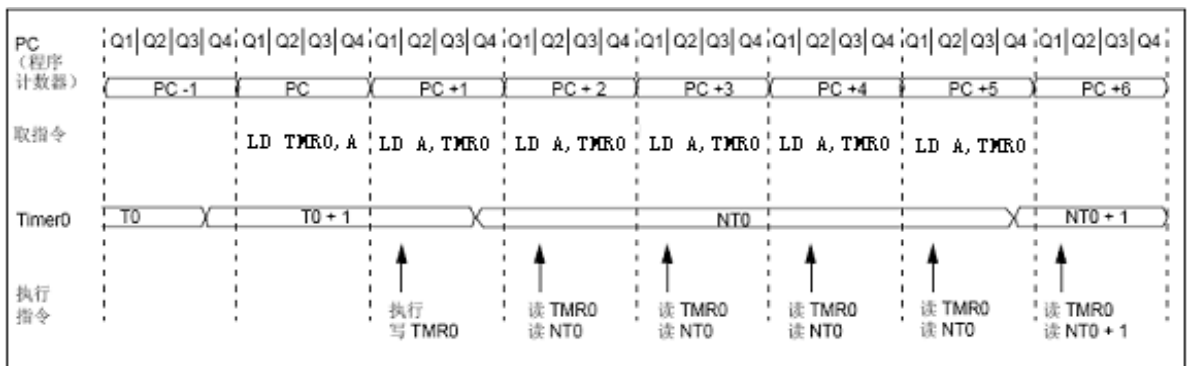 PC
（程序
计数器）
Q1 Q2 Q3 Q4 Q1 Q2 Q3 Q4 Q1 Q2 Q3 Q4 Q1 Q2 Q3 Q4 Q1 Q2 Q3 Q4 Q1 Q2 Q3 Q4 Q1 Q2 Q3 Q4 Q1 Q2 Q3 Q4
PC -1 PC PC +1 PC + 2 PC +3 PC +4 PC +5 PC +6
取指令
LD TMR0, A LD A, TMR0 LD A, TMR0 LD A, TMR0 LD A, TMR0 LD A, TMR0
Timer0 T0 T0 + 1 NT0 NT0 + 1
执行
指令
执行
写 TMR0
读 TMR0
读 NT0
读 TMR0
读 NT0
读 TMR0
读 NT0
读 TMR0
读 NT0
读 TMR0
读 NT0 + 1